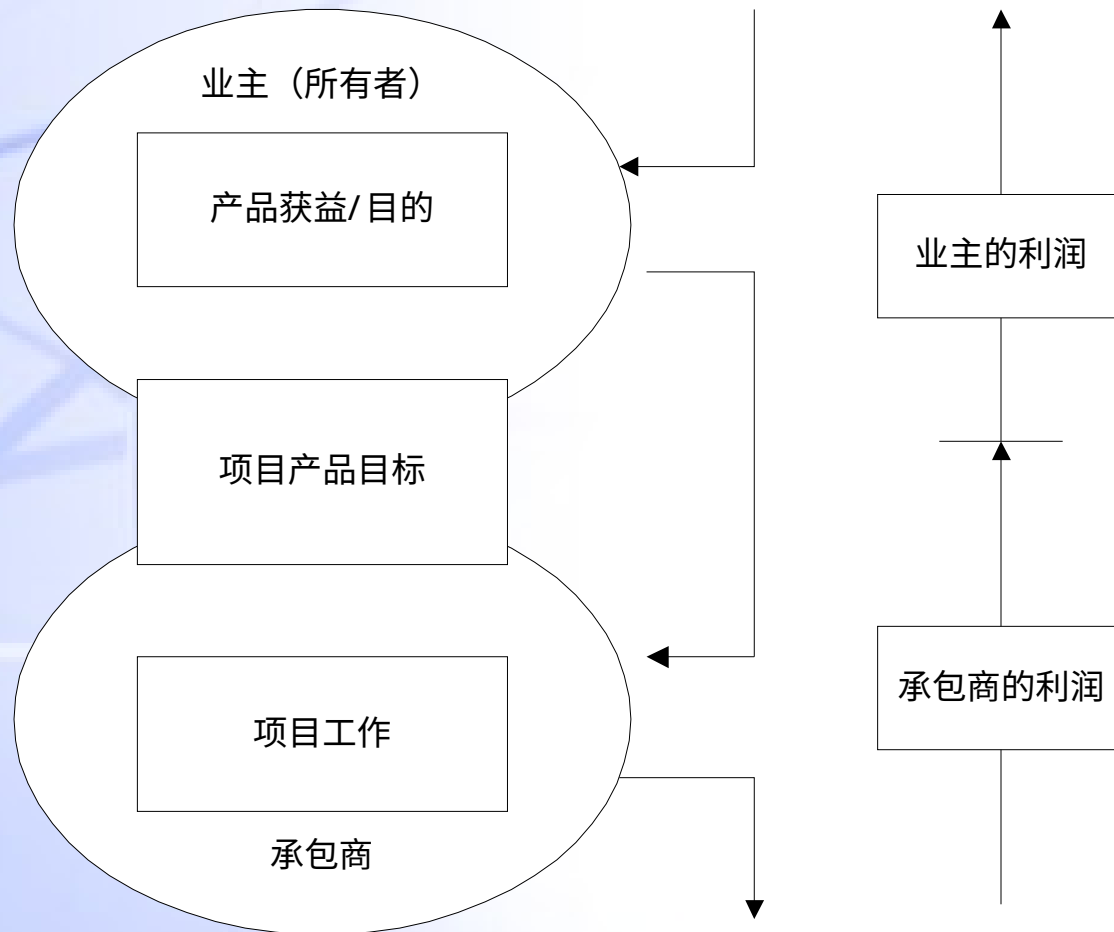 业主（所有者）
产品获益/目的
业主的利润
项目产品目标
承包商的利润
项目工作
承包商